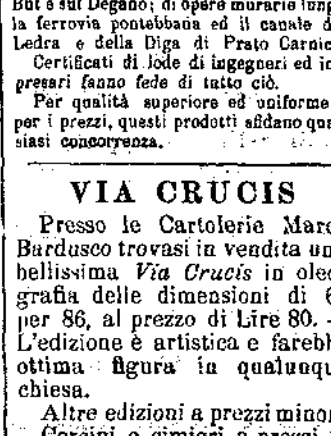 But e sul Degano; di opere murarie lung
la ferrovia pontebbana ed il canale d
Ledra e della Diga di Prato Carnic
Certificati di lode di ingegneri ed i
presari fanno fede di tutto ciò.
Per qualità superiore ed uniforme
per i prezzi, questi prodotti sfidano qua
siasi concorrenza.
VIA CRUCIS
Presso le Cartolerie Marc
Bardusco trovasi in vendita un
bellissima Via Crucis in oleo
grafia delle dimensioni di 6
per 86, al prezzo di Lire 80. -
L'edizione è artistica e farebb
ottima figura in qualunqu
chiesa.
Altre edizioni a prezzi minor